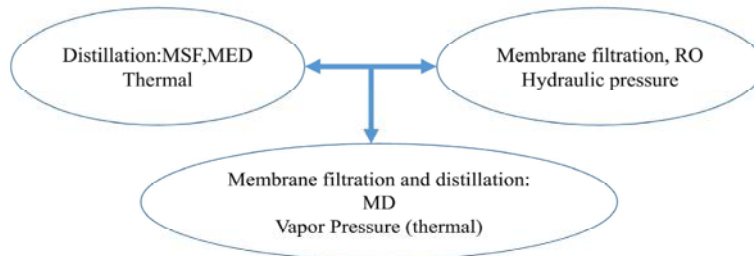 Distillation:MSF,MED
Thermal
Membrane filtration, RO
Hydraulic pressure
Membrane filtration and distillation:
MD
Vapor Pressure (thermal)